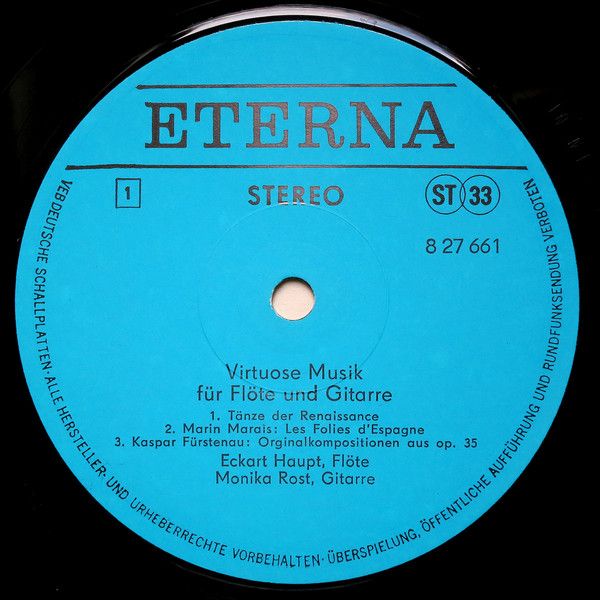 ETERNA
1
STEREO
ST 33
8 27 661
Virtuose Musik
für Flöte und Gitarre
1. Tänze der Renaissance
2. Marin Marais: Les Folies d'Espagne
3. Kaspar Fürstenau: Orginalkompositionen aus op. 35
Eckart Haupt, Flöte
Monika Rost, Gitarre
VEB DEUTSCHE SCHALLPLATTEN · ALLE HERSTELLER- UND URHEBERRECHTE VORBEHALTEN · ÜBERSPIELUNG, ÖFFENTLICHE AUFFÜHRUNG UND RUNDFUNKSENDUNG VERBOTEN